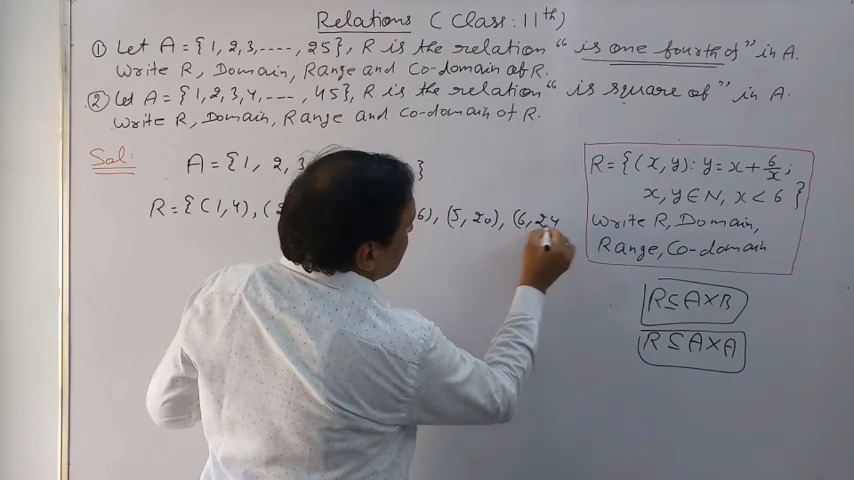 Relations (Class: 11th)
① Let A = {1, 2, 3, ----, 25}, R is the relation " is one fourth of " in A.
Write R, Domain, Range and Co-domain of R.
② Let A = {1, 2, 3, 4, ---, 45}, R is the relation " is square of " in A.
Write R, Domain, Range and Co-domain of R.
Sol:
A = {1, 2, 3 }
R = {(1, 4), ( 6), (5, 20), (6, 24
R = {(x, y): y = x + 6/x ;
x, y ∈ N, x < 6 }
Write R, Domain,
Range, Co-domain
R ⊆ A × B
R ⊆ A × A